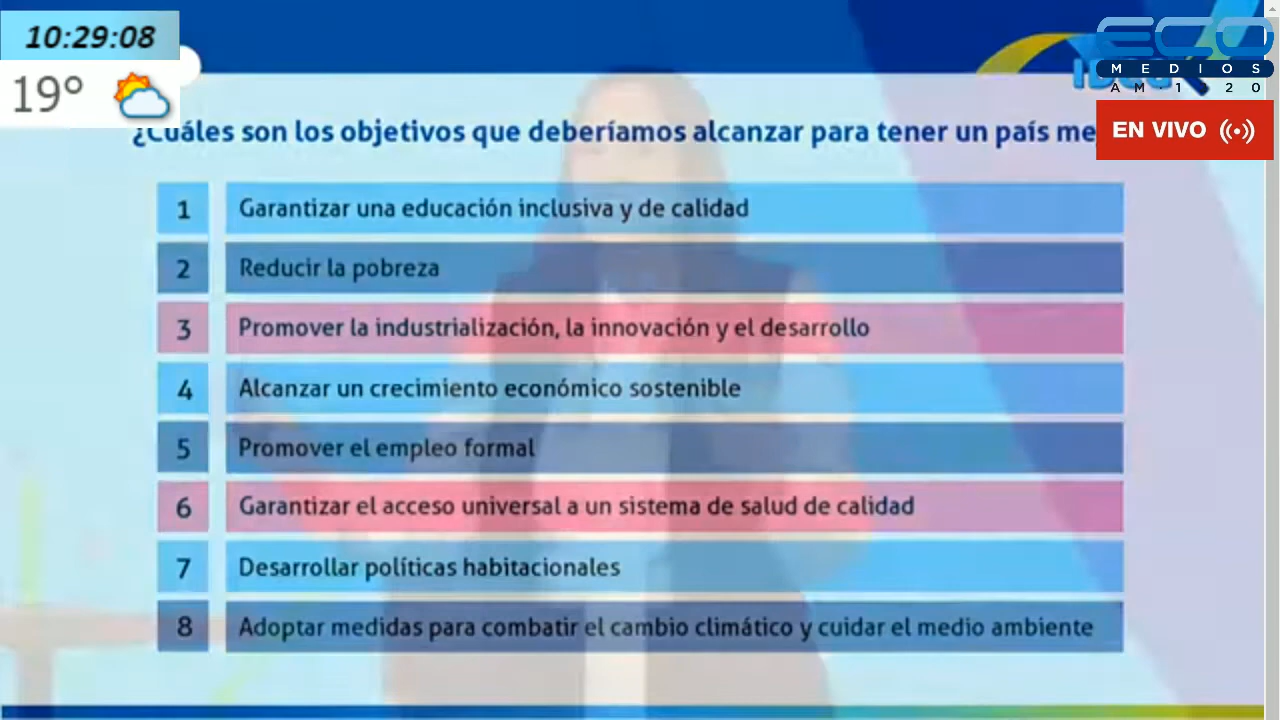 10:29:08
19°
ECO
MEDIOS
AM 1 20
EN VIVO
¿Cuáles son los objetivos que deberíamos alcanzar para tener un país me
1 Garantizar una educación inclusiva y de calidad
2 Reducir la pobreza
3 Promover la industrialización, la innovación y el desarrollo
4 Alcanzar un crecimiento económico sostenible
5 Promover el empleo formal
6 Garantizar el acceso universal a un sistema de salud de calidad
7 Desarrollar políticas habitacionales
8 Adoptar medidas para combatir el cambio climático y cuidar el medio ambiente